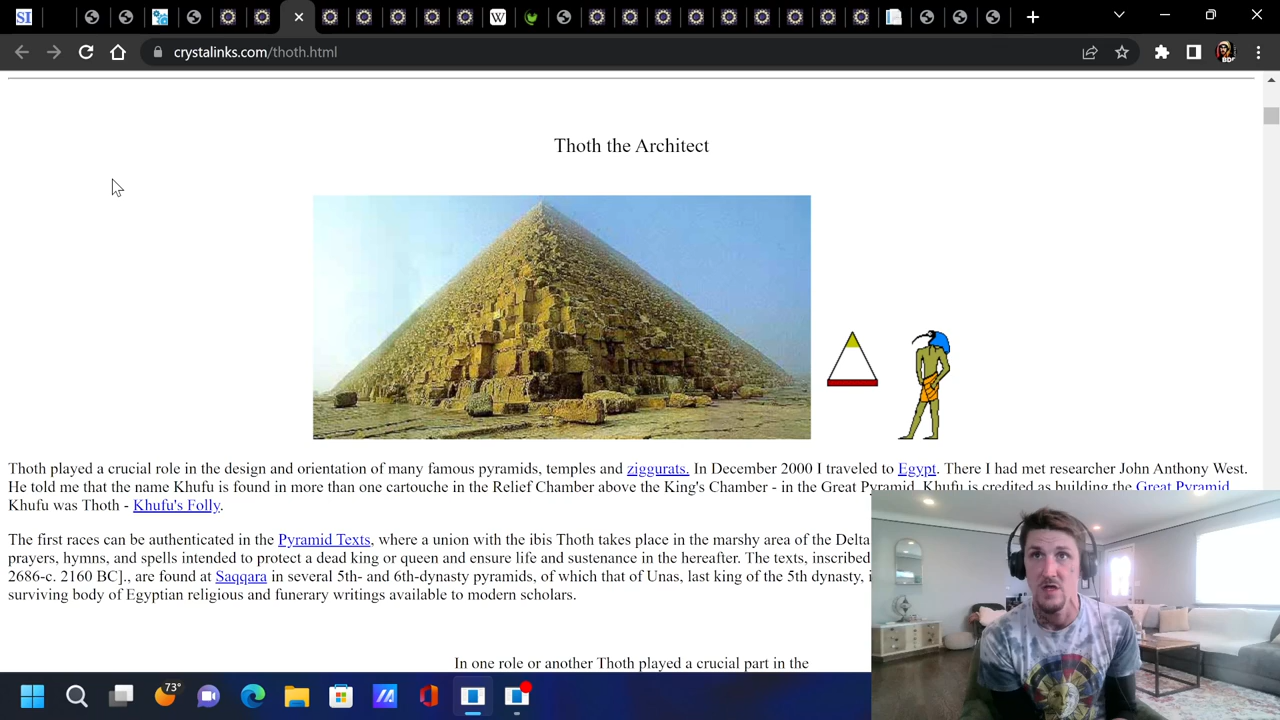 SI
W
crystalinks.com/thoth.html
BDF
Thoth the Architect
Thoth played a crucial role in the design and orientation of many famous pyramids, temples and ziggurats. In December 2000 I traveled to Egypt. There I had met researcher John Anthony West.
He told me that the name Khufu is found in more than one cartouche in the Relief Chamber above the King's Chamber - in the Great Pyramid. Khufu is credited as building the Great Pyramid
Khufu was Thoth - Khufu's Folly.
The first races can be authenticated in the Pyramid Texts, where a union with the ibis Thoth takes place in the marshy area of the Delta
prayers, hymns, and spells intended to protect a dead king or queen and ensure life and sustenance in the hereafter. The texts, inscribed
2686-c. 2160 BC]., are found at Saqqara in several 5th- and 6th-dynasty pyramids, of which that of Unas, last king of the 5th dynasty,
surviving body of Egyptian religious and funerary writings available to modern scholars.
In one role or another Thoth played a crucial part in the
73°